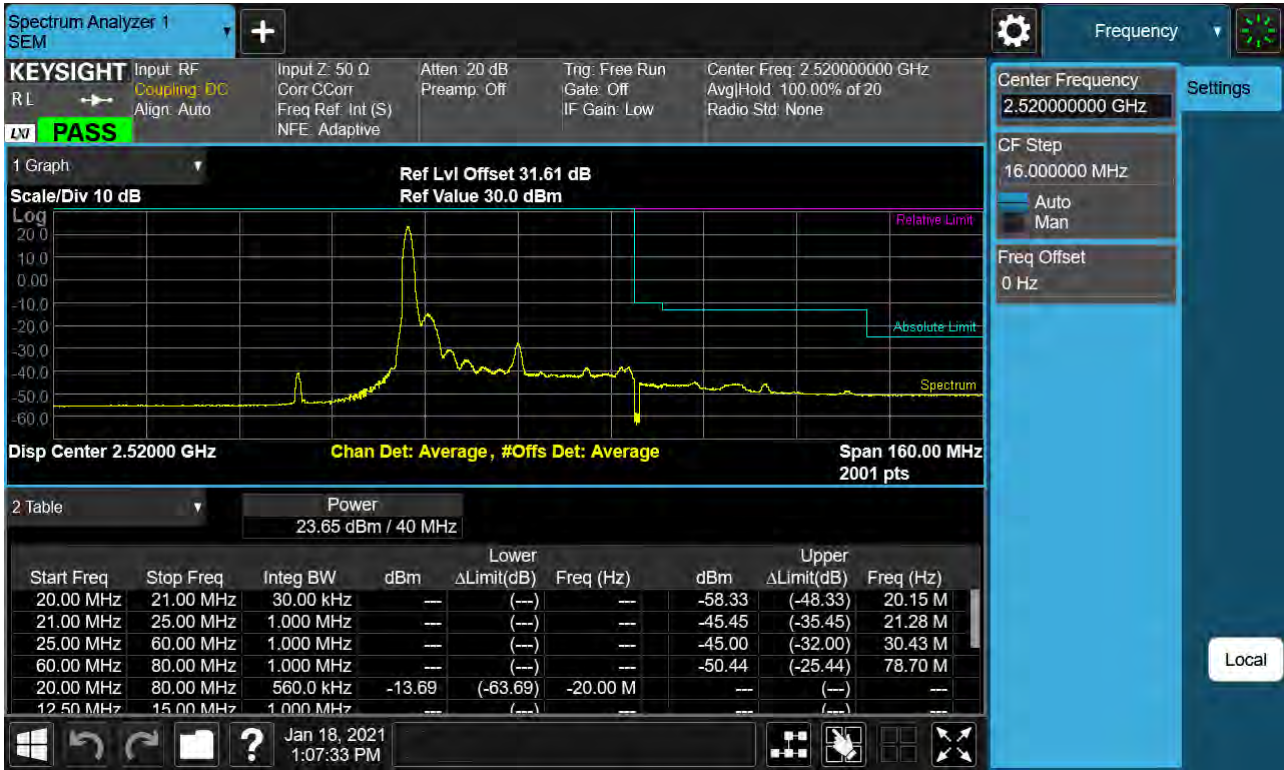 Spectrum Analyzer 1
SEM
+
Frequency
KEYSIGHT
RL
LXI
PASS
Input: RF
Coupling: DC
Align: Auto
Input Z: 50 Ω
Corr CCorr
Freq Ref: Int (S)
NFE: Adaptive
Atten: 20 dB
Preamp: Off
Trig: Free Run
Gate: Off
IF Gain: Low
Center Freq: 2.520000000 GHz
Avg|Hold: 100.00% of 20
Radio Std: None
Center Frequency
2.520000000 GHz
Settings
CF Step
16.000000 MHz
Auto
Man
Freq Offset
0 Hz
Local
1 Graph
Scale/Div 10 dB
Ref Lvl Offset 31.61 dB
Ref Value 30.0 dBm
Log
20.0
10.0
0.00
-10.0
-20.0
-30.0
-40.0
-50.0
-60.0
Relative Limit
Absolute Limit
Spectrum
Disp Center 2.52000 GHz
Chan Det: Average , #Offs Det: Average
Span 160.00 MHz
2001 pts
2 Table
Power
23.65 dBm / 40 MHz
Lower Upper
Start Freq Stop Freq Integ BW dBm ΔLimit(dB) Freq (Hz) dBm ΔLimit(dB) Freq (Hz)
20.00 MHz 21.00 MHz 30.00 kHz --- (---) --- -58.33 (-48.33) 20.15 M
21.00 MHz 25.00 MHz 1.000 MHz --- (---) --- -45.45 (-35.45) 21.28 M
25.00 MHz 60.00 MHz 1.000 MHz --- (---) --- -45.00 (-32.00) 30.43 M
60.00 MHz 80.00 MHz 1.000 MHz --- (---) --- -50.44 (-25.44) 78.70 M
20.00 MHz 80.00 MHz 560.0 kHz -13.69 (-63.69) -20.00 M --- (---) ---
12.50 MHz 15.00 MHz 1.000 MHz --- (---) --- --- (---) ---
?
Jan 18, 2021
1:07:33 PM